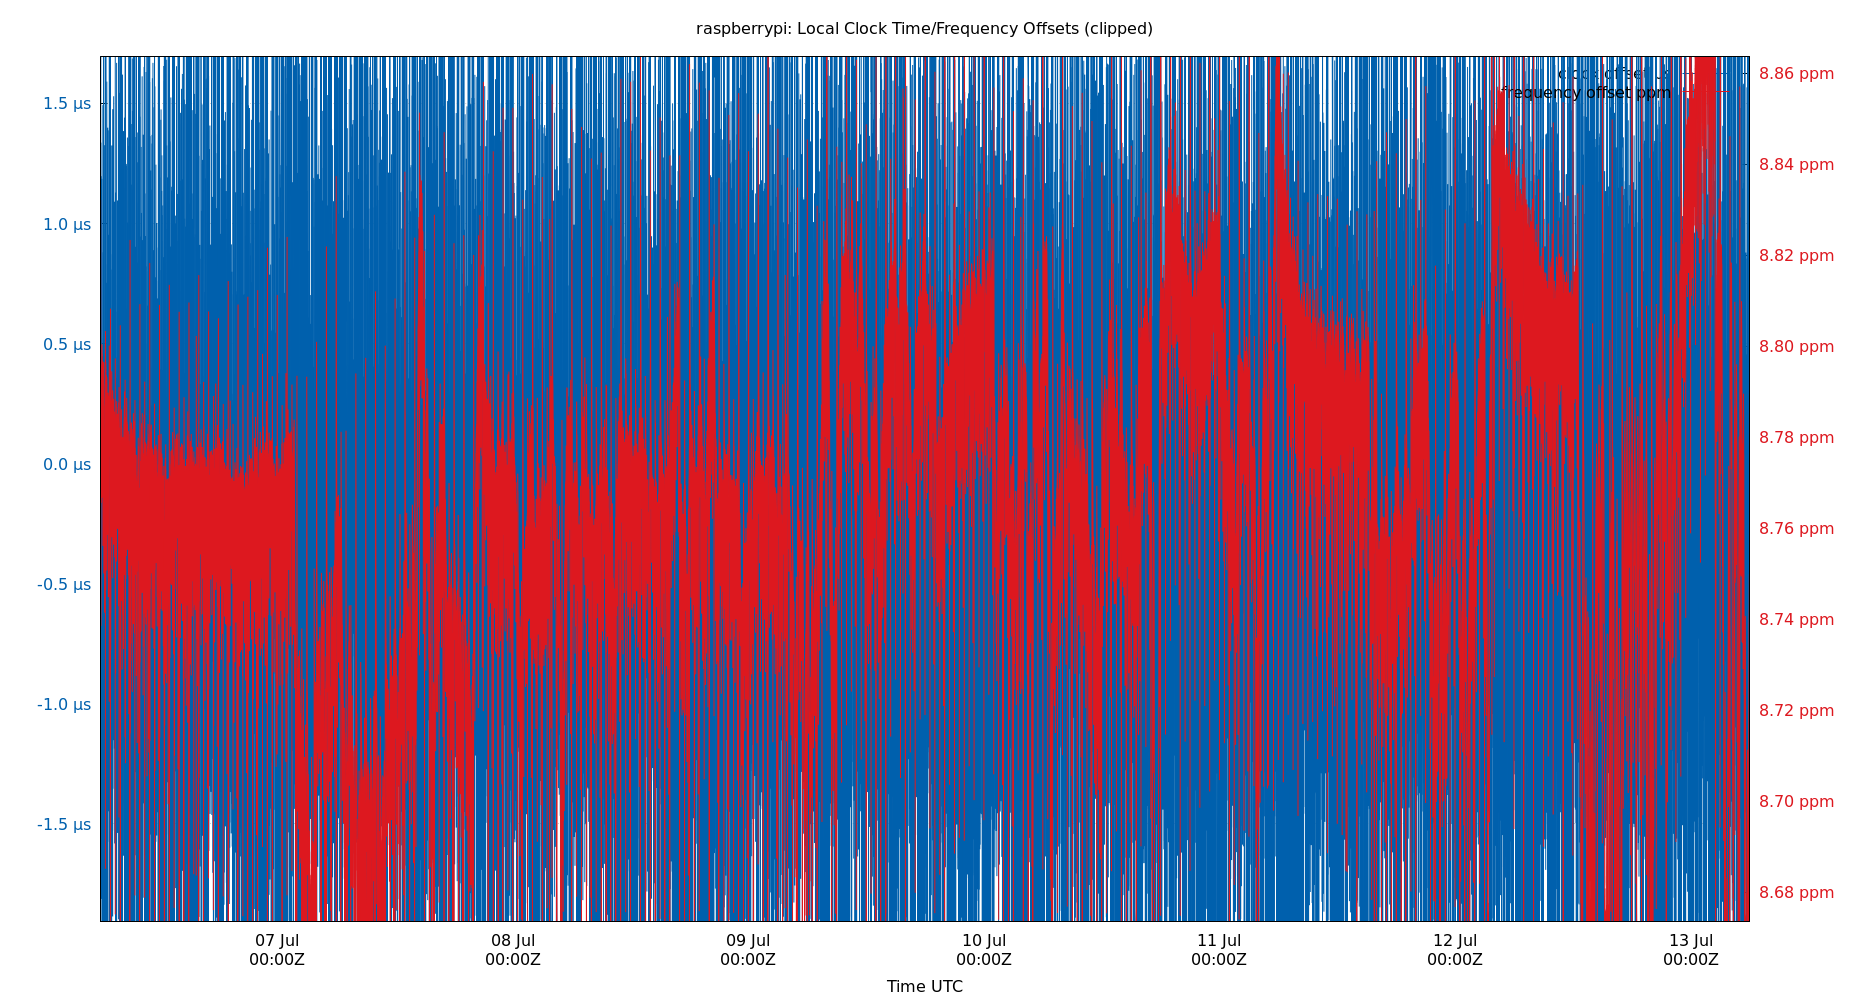 raspberrypi: Local Clock Time/Frequency Offsets (clipped)
clock offset µs
frequency offset ppm
1.5 µs
1.0 µs
0.5 µs
0.0 µs
-0.5 µs
-1.0 µs
-1.5 µs
8.86 ppm
8.84 ppm
8.82 ppm
8.80 ppm
8.78 ppm
8.76 ppm
8.74 ppm
8.72 ppm
8.70 ppm
8.68 ppm
07 Jul 08 Jul 09 Jul 10 Jul 11 Jul 12 Jul 13 Jul
00:00Z 00:00Z 00:00Z 00:00Z 00:00Z 00:00Z 00:00Z
Time UTC